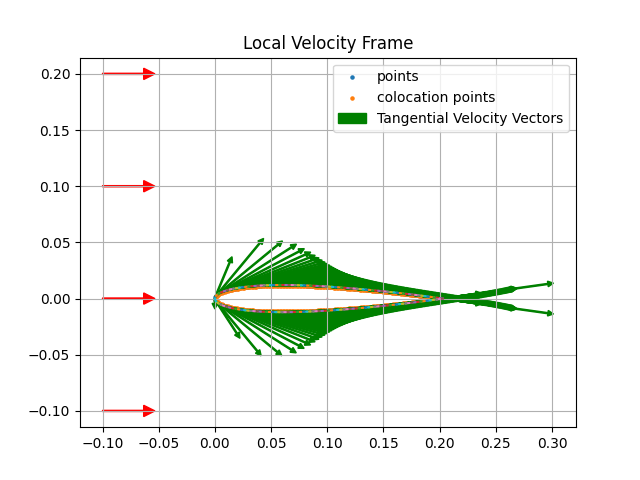 Local Velocity Frame
points
colocation points
Tangential Velocity Vectors
0.20
0.15
0.10
0.05
0.00
−0.05
−0.10
−0.10 −0.05 0.00 0.05 0.10 0.15 0.20 0.25 0.30